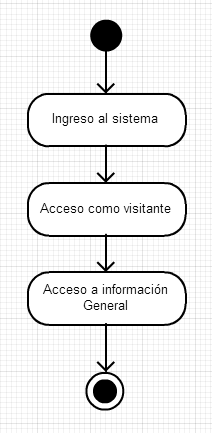 Ingreso al sistema
Acceso como visitante
Acceso a información
General